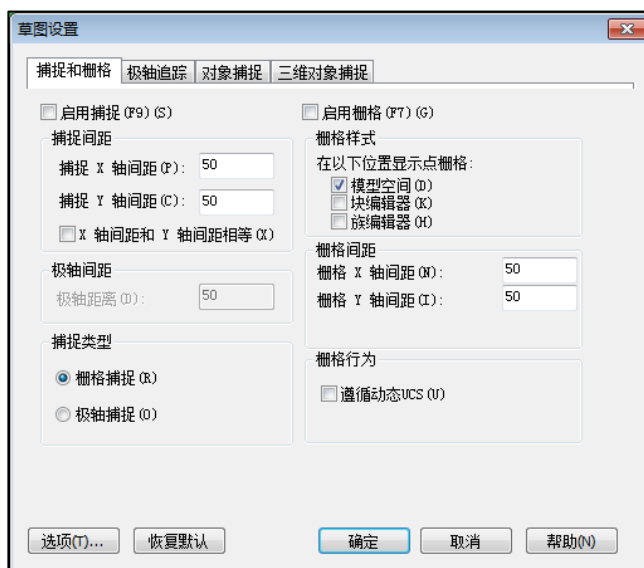 草图设置
捕捉和栅格 极轴追踪 对象捕捉 三维对象捕捉
启用捕捉(F9)(S)
捕捉间距
捕捉 X 轴间距(P): 50
捕捉 Y 轴间距(C): 50
X 轴间距和 Y 轴间距相等(X)
极轴间距
极轴距离(D): 50
捕捉类型
栅格捕捉(R)
极轴捕捉(O)
启用栅格(F7)(G)
栅格样式
在以下位置显示点栅格:
模型空间(D)
块编辑器(K)
族编辑器(H)
栅格间距
栅格 X 轴间距(N): 50
栅格 Y 轴间距(I): 50
栅格行为
遵循动态UCS(U)
选项(T)... 恢复默认 确定 取消 帮助(N)